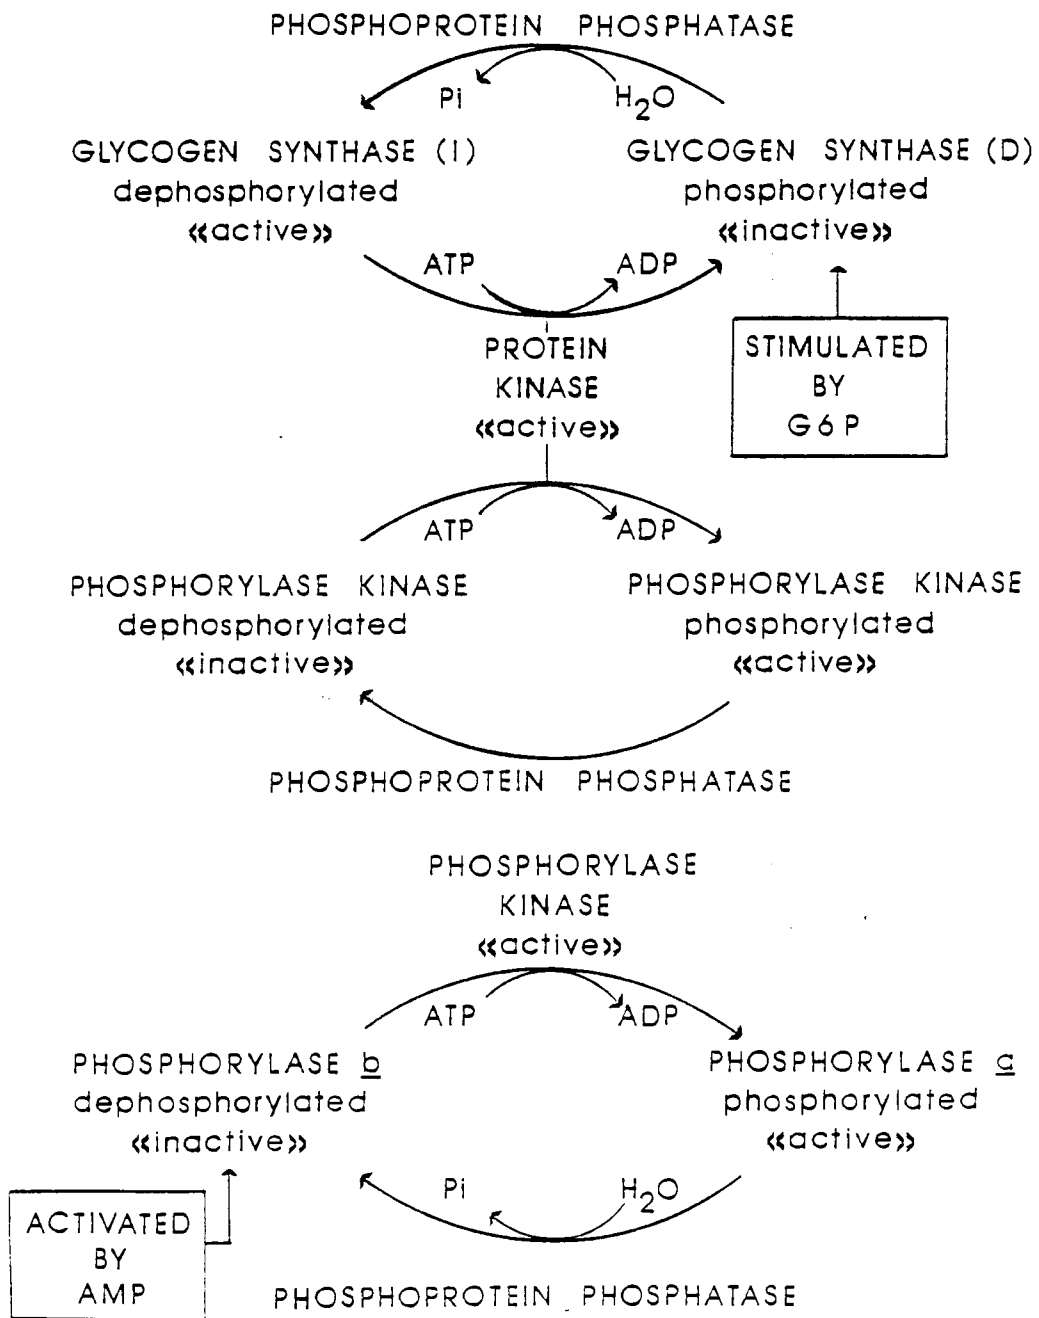 PHOSPHOPROTEIN PHOSPHATASE
Pi H2O
GLYCOGEN SYNTHASE (I)
dephosphorylated
«active»
GLYCOGEN SYNTHASE (D)
phosphorylated
«inactive»
ATP ADP
PROTEIN
KINASE
«active»
STIMULATED
BY
G6P
ATP ADP
PHOSPHORYLASE KINASE
dephosphorylated
«inactive»
PHOSPHORYLASE KINASE
phosphorylated
«active»
PHOSPHOPROTEIN PHOSPHATASE
PHOSPHORYLASE
KINASE
«active»
ATP ADP
PHOSPHORYLASE b
dephosphorylated
«inactive»
PHOSPHORYLASE a
phosphorylated
«active»
Pi H2O
ACTIVATED
BY
AMP
PHOSPHOPROTEIN PHOSPHATASE